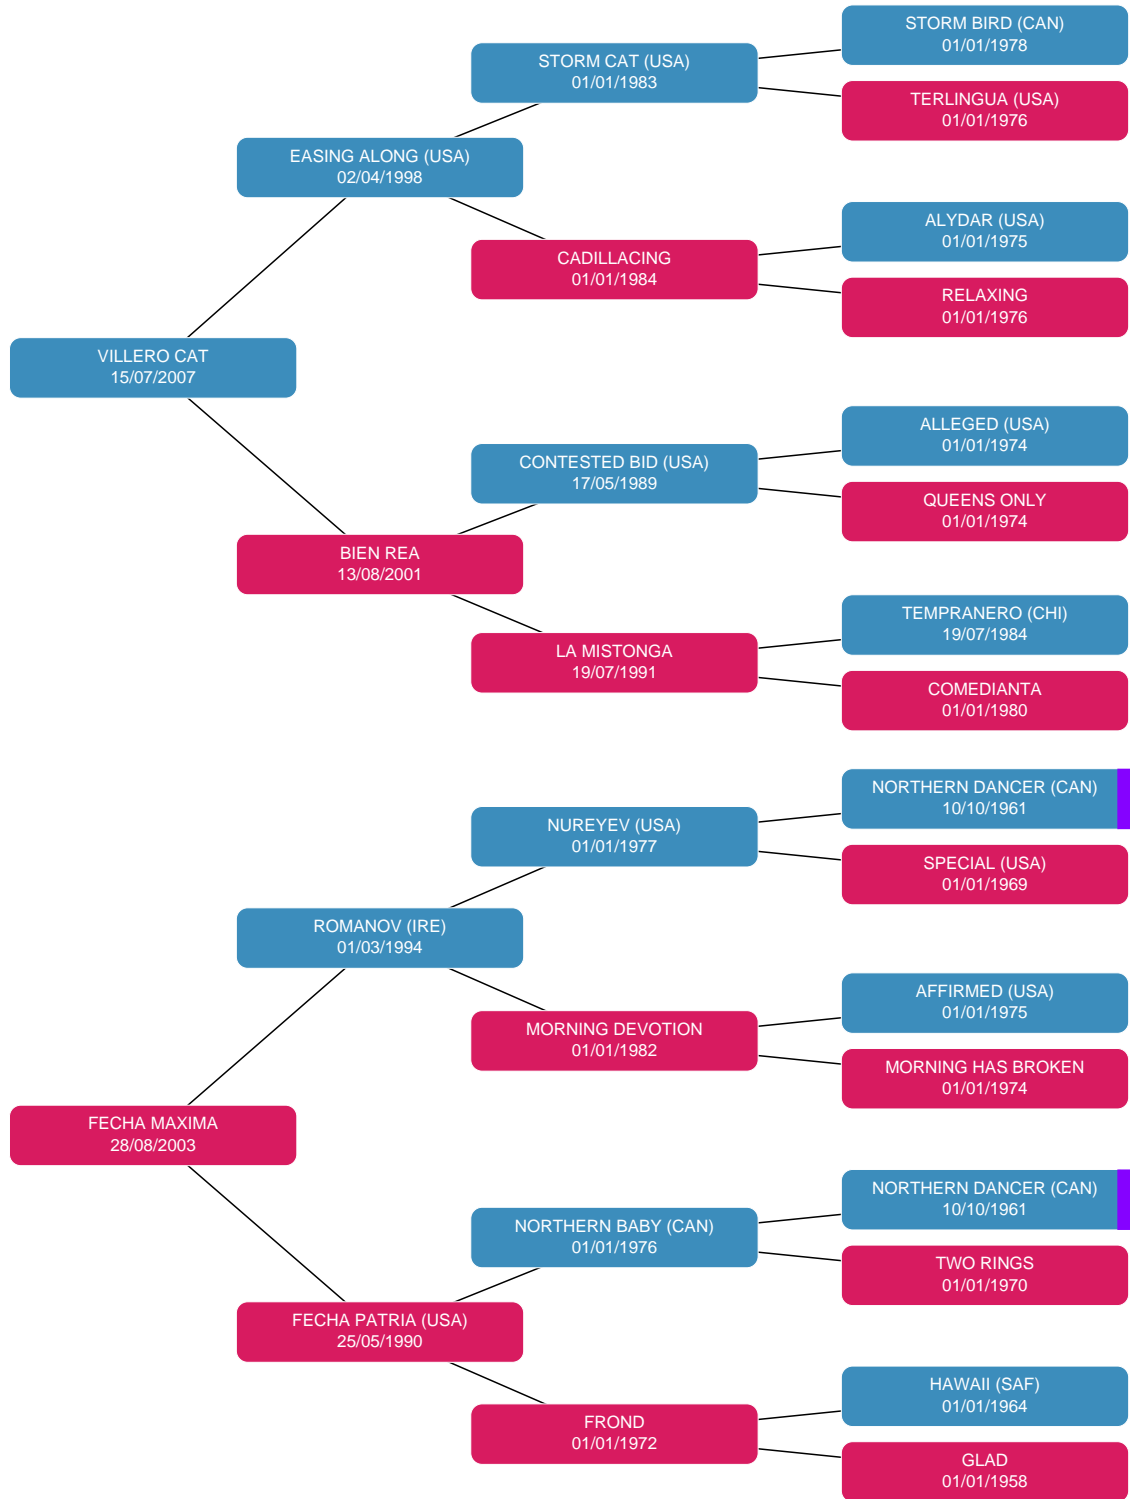 STORM BIRD (CAN)
01/01/1978
STORM CAT (USA)
01/01/1983
TERLINGUA (USA)
01/01/1976
EASING ALONG (USA)
02/04/1998
ALYDAR (USA)
01/01/1975
CADILLACING
01/01/1984
RELAXING
01/01/1976
VILLERO CAT
15/07/2007
ALLEGED (USA)
01/01/1974
CONTESTED BID (USA)
17/05/1989
QUEENS ONLY
01/01/1974
BIEN REA
13/08/2001
TEMPRANERO (CHI)
19/07/1984
LA MISTONGA
19/07/1991
COMEDIANTA
01/01/1980
NORTHERN DANCER (CAN)
10/10/1961
NUREYEV (USA)
01/01/1977
SPECIAL (USA)
01/01/1969
ROMANOV (IRE)
01/03/1994
AFFIRMED (USA)
01/01/1975
MORNING DEVOTION
01/01/1982
MORNING HAS BROKEN
01/01/1974
FECHA MAXIMA
28/08/2003
NORTHERN DANCER (CAN)
10/10/1961
NORTHERN BABY (CAN)
01/01/1976
TWO RINGS
01/01/1970
FECHA PATRIA (USA)
25/05/1990
HAWAII (SAF)
01/01/1964
FROND
01/01/1972
GLAD
01/01/1958